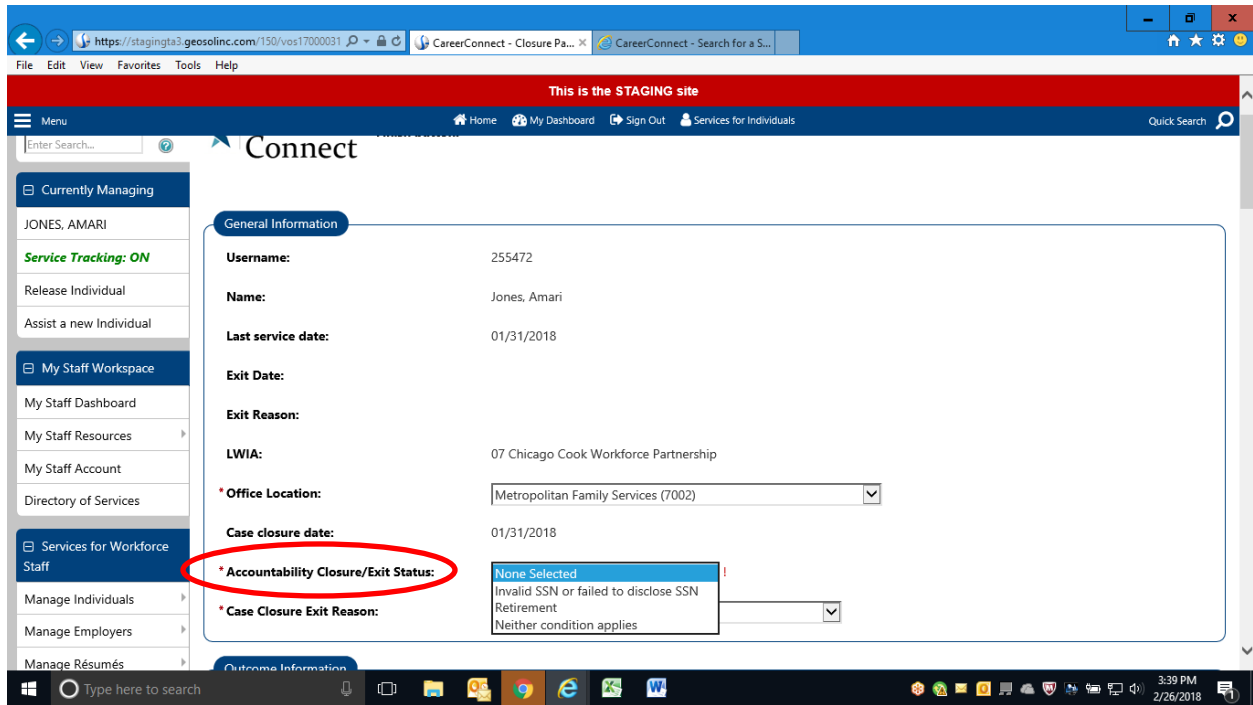 https://stagingta3.geosolinc.com/150/vos17000031
CareerConnect - Closure Pa...
CareerConnect - Search for a S...
File Edit View Favorites Tools Help
This is the STAGING site
Menu
Home My Dashboard Sign Out Services for Individuals
Quick Search
Enter Search...
Connect
Currently Managing
JONES, AMARI
Service Tracking: ON
Release Individual
Assist a new Individual
My Staff Workspace
My Staff Dashboard
My Staff Resources
My Staff Account
Directory of Services
Services for Workforce
Staff
Manage Individuals
Manage Employers
Manage Résumés
General Information
Username: 255472
Name: Jones, Amari
Last service date: 01/31/2018
Exit Date:
Exit Reason:
LWIA: 07 Chicago Cook Workforce Partnership
* Office Location: Metropolitan Family Services (7002)
Case closure date: 01/31/2018
* Accountability Closure/Exit Status: None Selected !
Invalid SSN or failed to disclose SSN
Retirement
Neither condition applies
* Case Closure Exit Reason:
Outcome Information
Type here to search
3:39 PM
2/26/2018